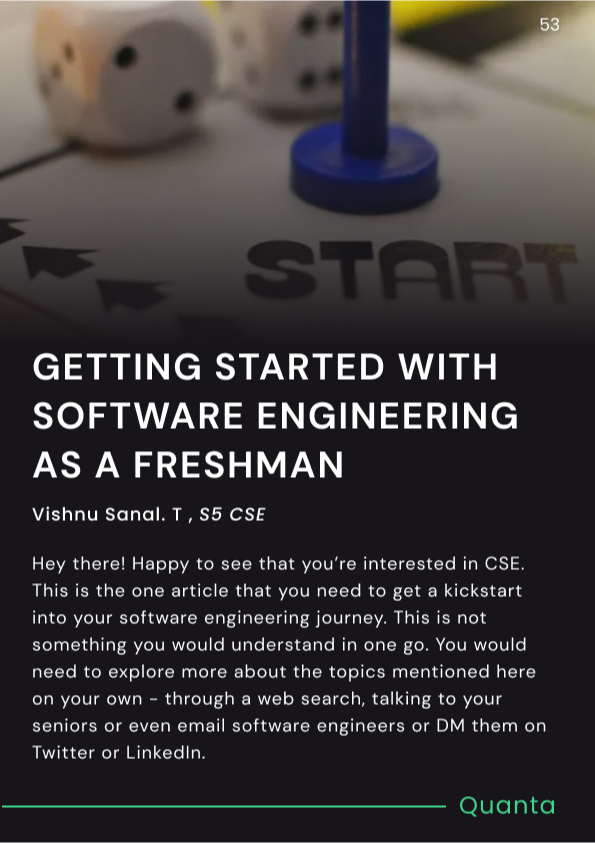 53
START
GETTING STARTED WITH
SOFTWARE ENGINEERING
AS A FRESHMAN
Vishnu Sanal. T , S5 CSE
Hey there! Happy to see that you’re interested in CSE.
This is the one article that you need to get a kickstart
into your software engineering journey. This is not
something you would understand in one go. You would
need to explore more about the topics mentioned here
on your own - through a web search, talking to your
seniors or even email software engineers or DM them on
Twitter or LinkedIn.
Quanta